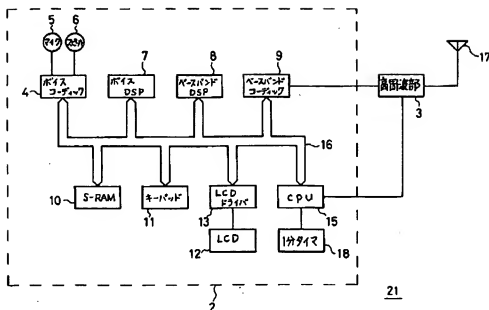 5 6
マイク スピーカ
7 8 9
ボイス
コーディック
ボイス
DSP
ベースバンド
DSP
ベースバンド
コーディック
高周波部
17
4
3
16
S-RAM
キーパッド
LCD
ドライバ
CPU
10
11
13
15
LCD
1分タイマ
12
18
21
2